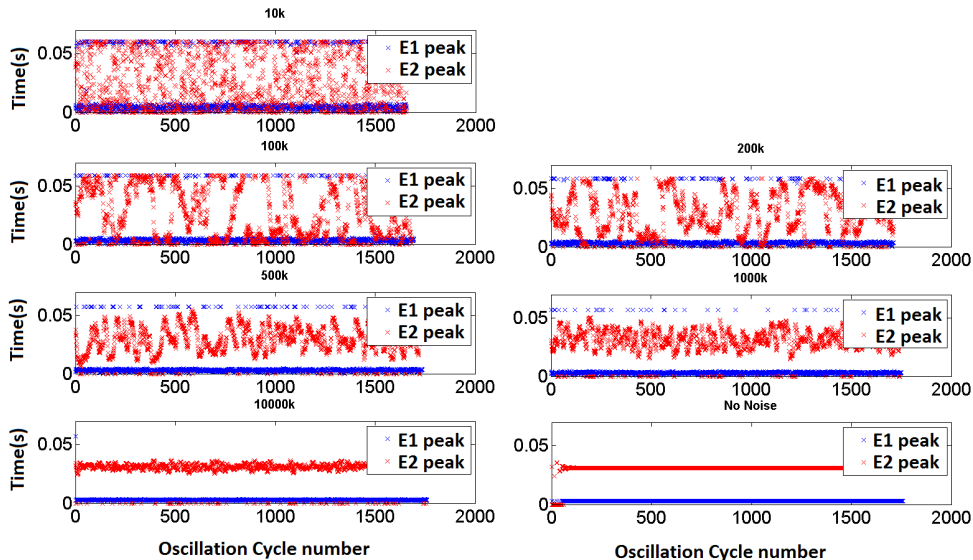 10k
Time(s)
0.05
0
E1 peak
E2 peak
0 500 1000 1500 2000
100k
Time(s)
0.05
0
E1 peak
E2 peak
0 500 1000 1500 2000
200k
0.05
0
E1 peak
E2 peak
0 500 1000 1500 2000
500k
Time(s)
0.05
0
E1 peak
E2 peak
0 500 1000 1500 2000
1000k
0.05
0
E1 peak
E2 peak
0 500 1000 1500 2000
10000k
Time(s)
0.05
0
E1 peak
E2 peak
0 500 1000 1500 2000
Oscillation Cycle number
No Noise
0.05
0
E1 peak
E2 peak
0 500 1000 1500 2000
Oscillation Cycle number